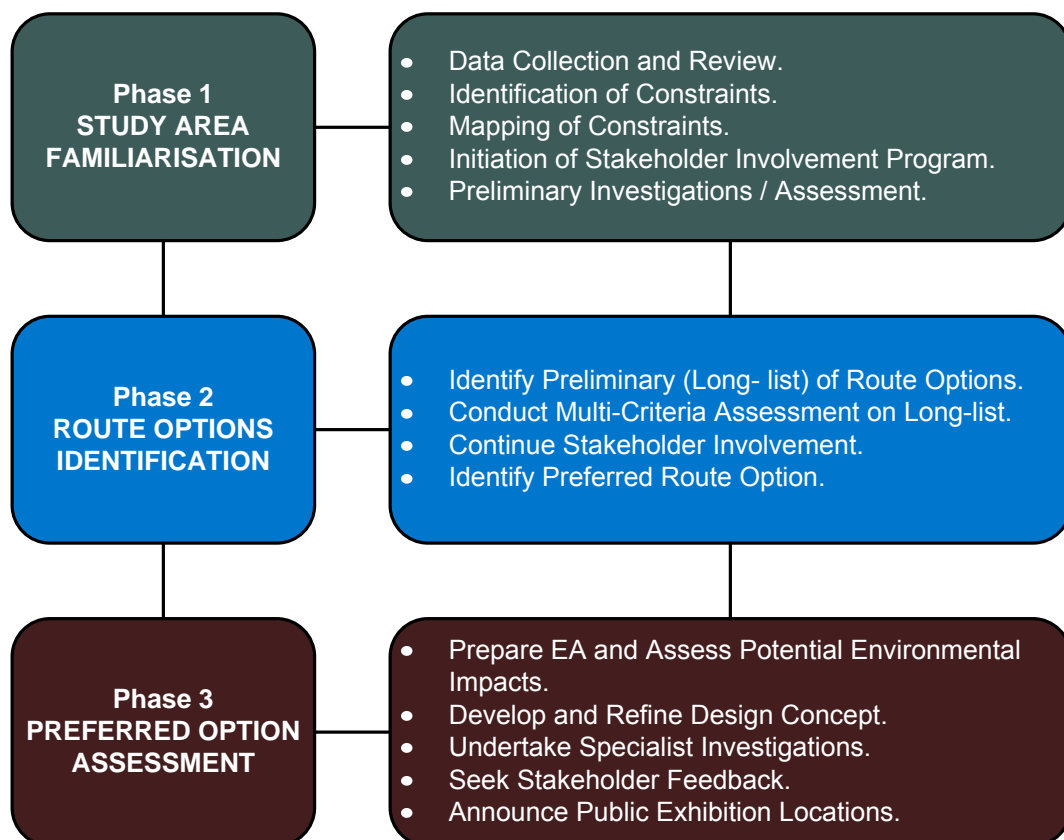 Phase 1
STUDY AREA
FAMILIARISATION
• Data Collection and Review.
• Identification of Constraints.
• Mapping of Constraints.
• Initiation of Stakeholder Involvement Program.
• Preliminary Investigations / Assessment.
Phase 2
ROUTE OPTIONS
IDENTIFICATION
• Identify Preliminary (Long- list) of Route Options.
• Conduct Multi-Criteria Assessment on Long-list.
• Continue Stakeholder Involvement.
• Identify Preferred Route Option.
Phase 3
PREFERRED OPTION
ASSESSMENT
• Prepare EA and Assess Potential Environmental
Impacts.
• Develop and Refine Design Concept.
• Undertake Specialist Investigations.
• Seek Stakeholder Feedback.
• Announce Public Exhibition Locations.